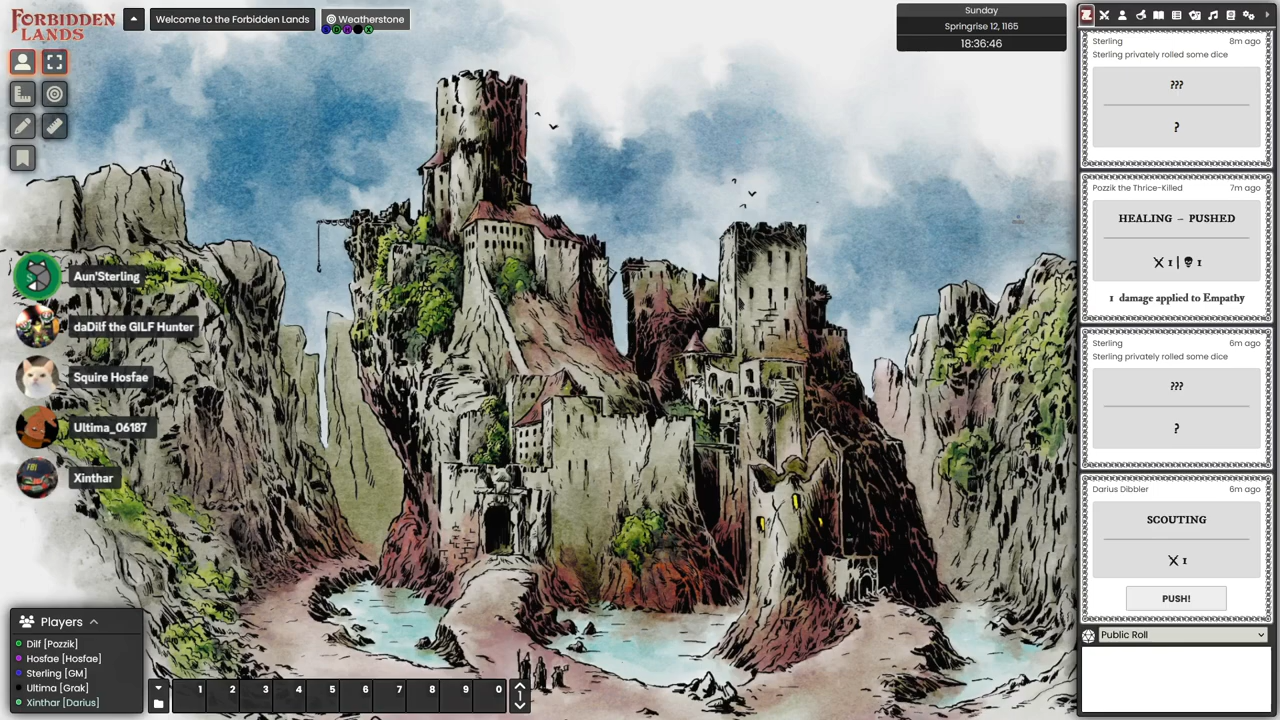 FORBIDDEN
LANDS
Welcome to the Forbidden Lands
Weatherstone
S D H X
Sunday
Springrise 12, 1165
18:36:46
Aun'Sterling
daDilf the GILF Hunter
Squire Hosfae
Ultima_06187
FBI
Xinthar
Players
Dilf [Pozzik]
Hosfae [Hosfae]
Sterling [GM]
Ultima [Grak]
Xinthar [Darius]
1 2 3 4 5 6 7 8 9 0
1
Sterling 8m ago
Sterling privately rolled some dice
???
?
Pozzik the Thrice-Killed 7m ago
HEALING – PUSHED
1 | 1
1 damage applied to Empathy
Sterling 6m ago
Sterling privately rolled some dice
???
?
Darius Dibbler 6m ago
SCOUTING
1
PUSH!
Public Roll